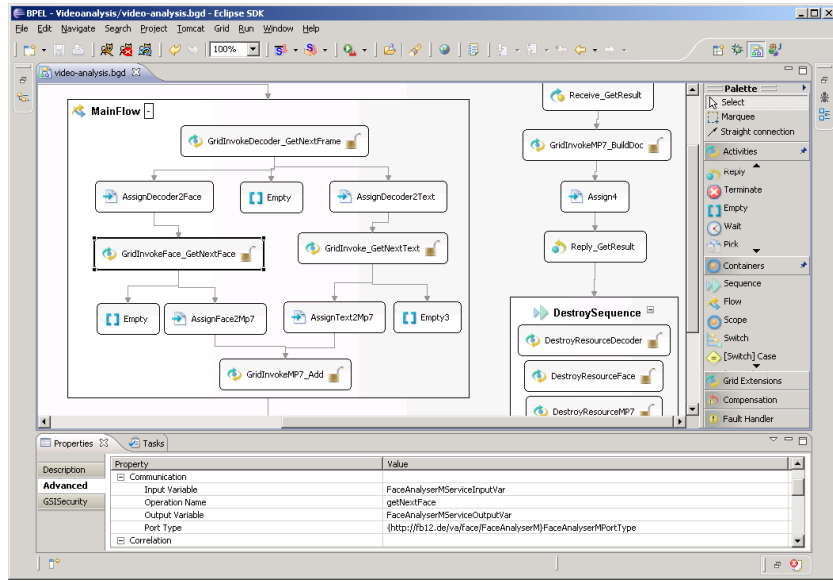 BPEL - Videoanalysis/video-analysis.bgd - Eclipse SDK
File Edit Navigate Search Project Tomcat Grid Run Window Help
100%
video-analysis.bgd
MainFlow
GridInvokeDecoder_GetNextFrame
AssignDecoder2Face
Empty
AssignDecoder2Text
GridInvokeFace_GetNextFace
GridInvoke_GetNextText
Empty
AssignFace2Mp7
AssignText2Mp7
Empty3
GridInvokeMP7_Add
Receive_GetResult
GridInvokeMP7_BuildDoc
Assign4
Reply_GetResult
DestroySequence
DestroyResourceDecoder
DestroyResourceFace
DestroyResourceMP7
Palette
Select
Marquee
Straight connection
Activities
Reply
Terminate
Empty
Wait
Pick
Containers
Sequence
Flow
Scope
Switch
[Switch] Case
Grid Extensions
Compensation
Fault Handler
Properties Tasks
Description
Advanced
GSISecurity
Property Value
Communication
Input Variable FaceAnalyserMServiceInputVar
Operation Name getNextFace
Output Variable FaceAnalyserMServiceOutputVar
Port Type {http://fb12.de/va/face/FaceAnalyserM}FaceAnalyserMPortType
Correlation